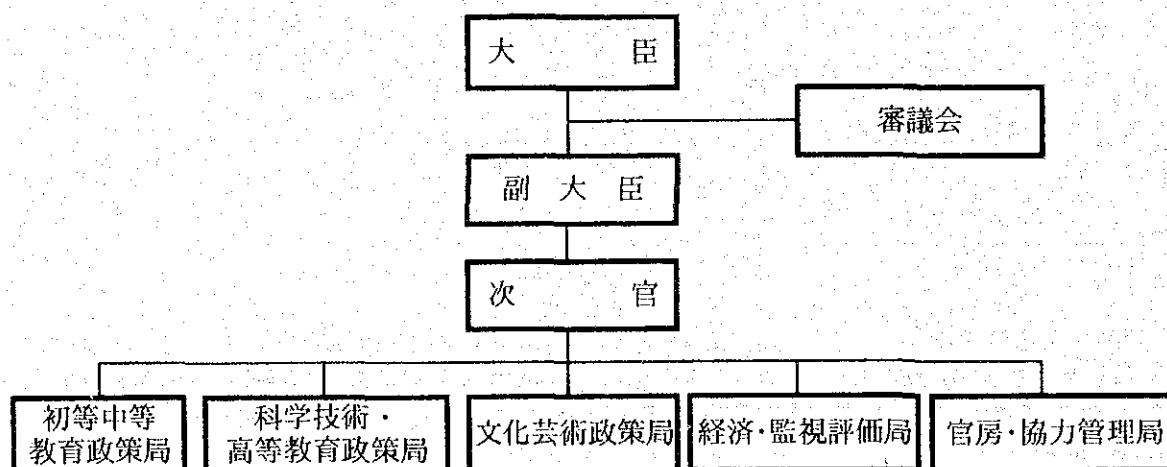 大臣
審議会
副大臣
次官
初等中等
教育政策局
科学技術・
高等教育政策局
文化芸術政策局
経済・監視評価局
官房・協力管理局